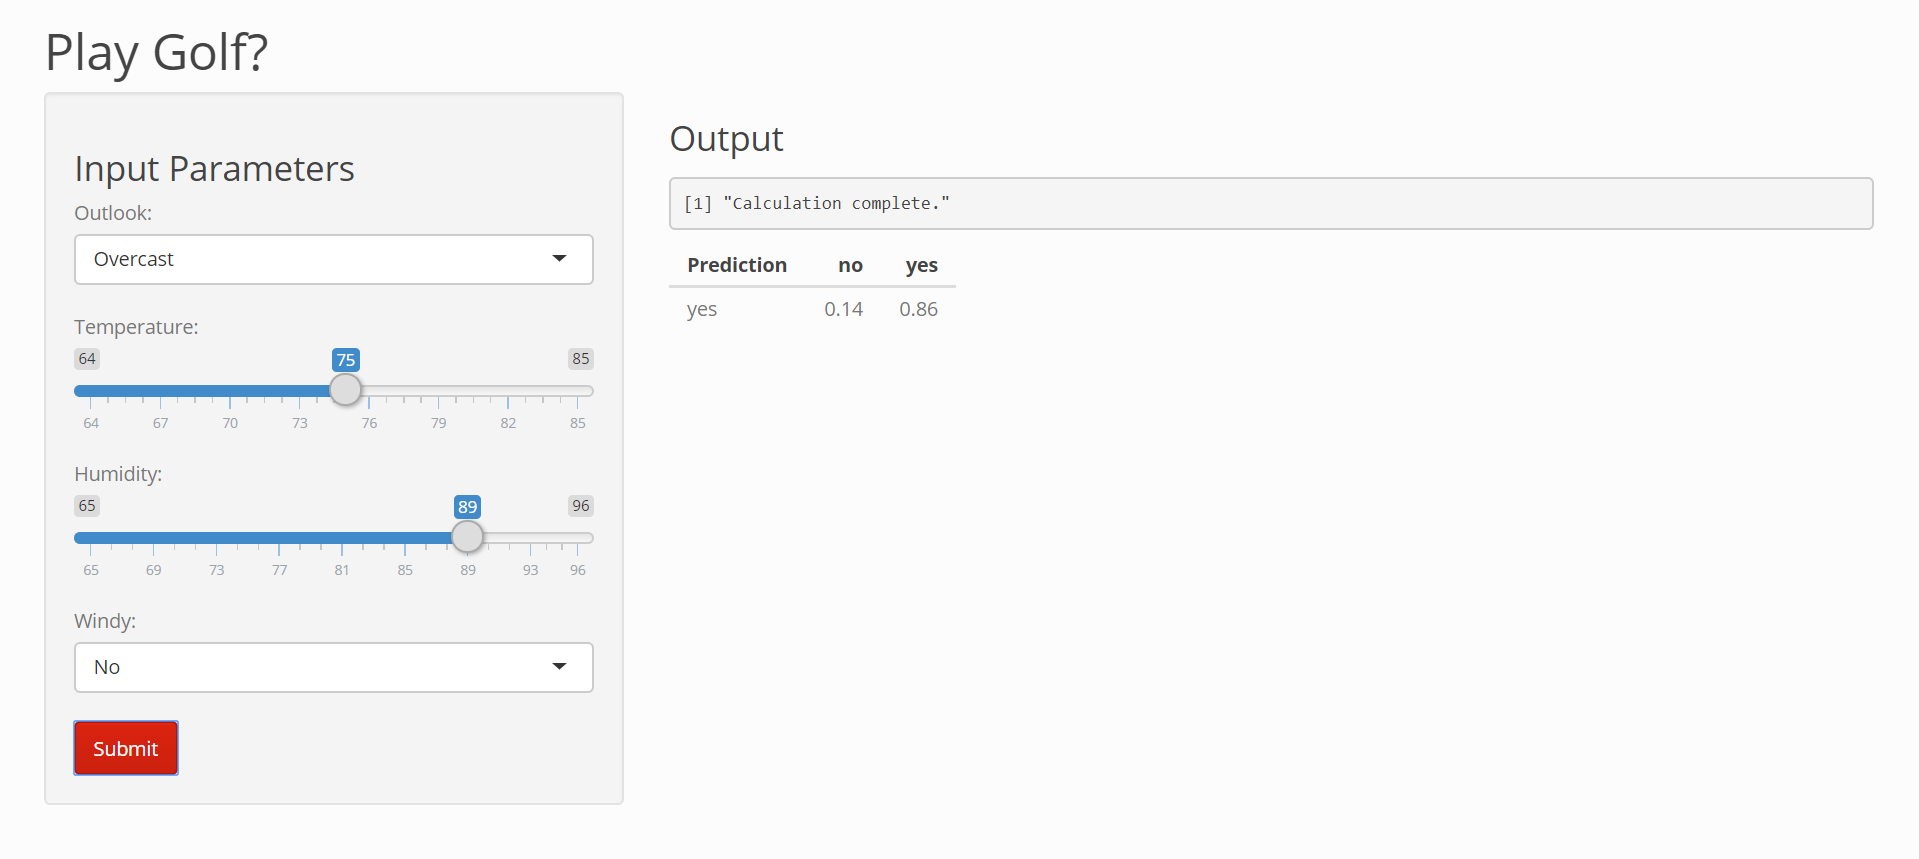 Play Golf?
Input Parameters
Outlook:
Overcast
Temperature:
64 75 85
64 67 70 73 76 79 82 85
Humidity:
65 89 96
65 69 73 77 81 85 89 93 96
Windy:
No
Submit
Output
[1] "Calculation complete."
Prediction no yes
yes 0.14 0.86